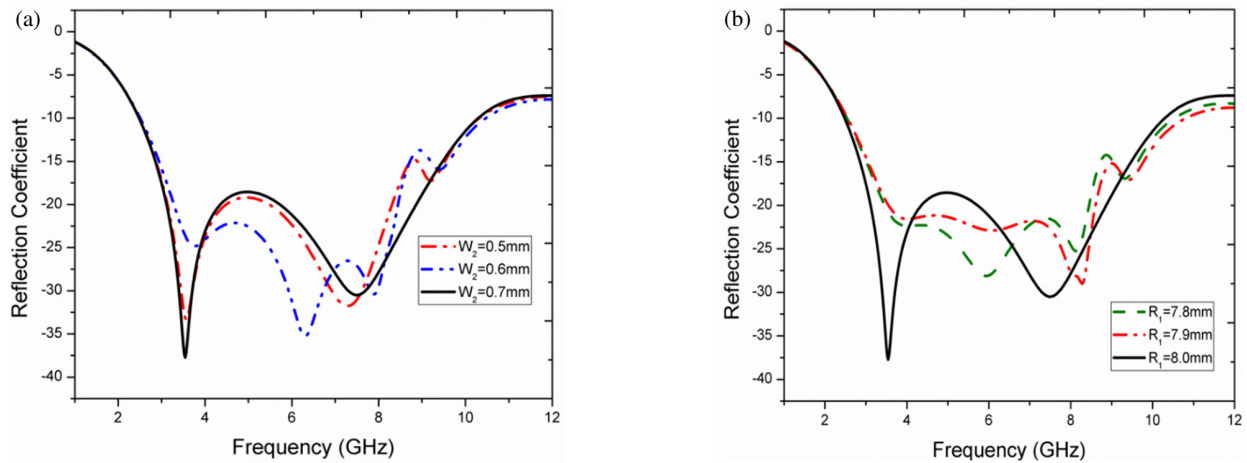 (a)
0
-5
-10
-15
-20
-25
-30
-35
-40
Reflection Coefficient
W2=0.5mm
W2=0.6mm
W2=0.7mm
2 4 6 8 10 12
Frequency (GHz)
(b)
0
-5
-10
-15
-20
-25
-30
-35
-40
Reflection Coefficient
R1=7.8mm
R1=7.9mm
R1=8.0mm
2 4 6 8 10 12
Frequency (GHz)